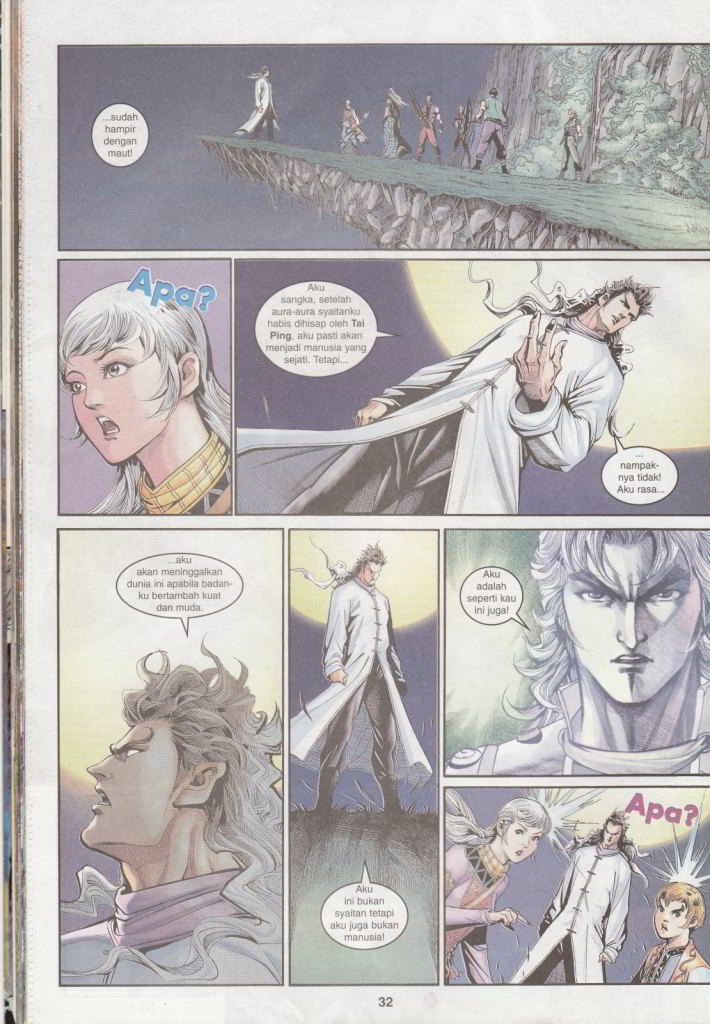 ...sudah
hampir
dengan
maut!
Apa?
Aku
sangka, setelah
aura-aura syaitanku
habis dihisap oleh Tai
Ping, aku pasti akan
menjadi manusia yang
sejati. Tetapi...
...
nampak-
nya tidak!
Aku rasa...
...aku
akan meninggalkan
dunia ini apabila badan-
ku bertambah kuat
dan muda.
Aku
ini bukan
syaitan tetapi
aku juga bukan
manusia!
Aku
adalah
seperti kau
ini juga!
Apa?
32